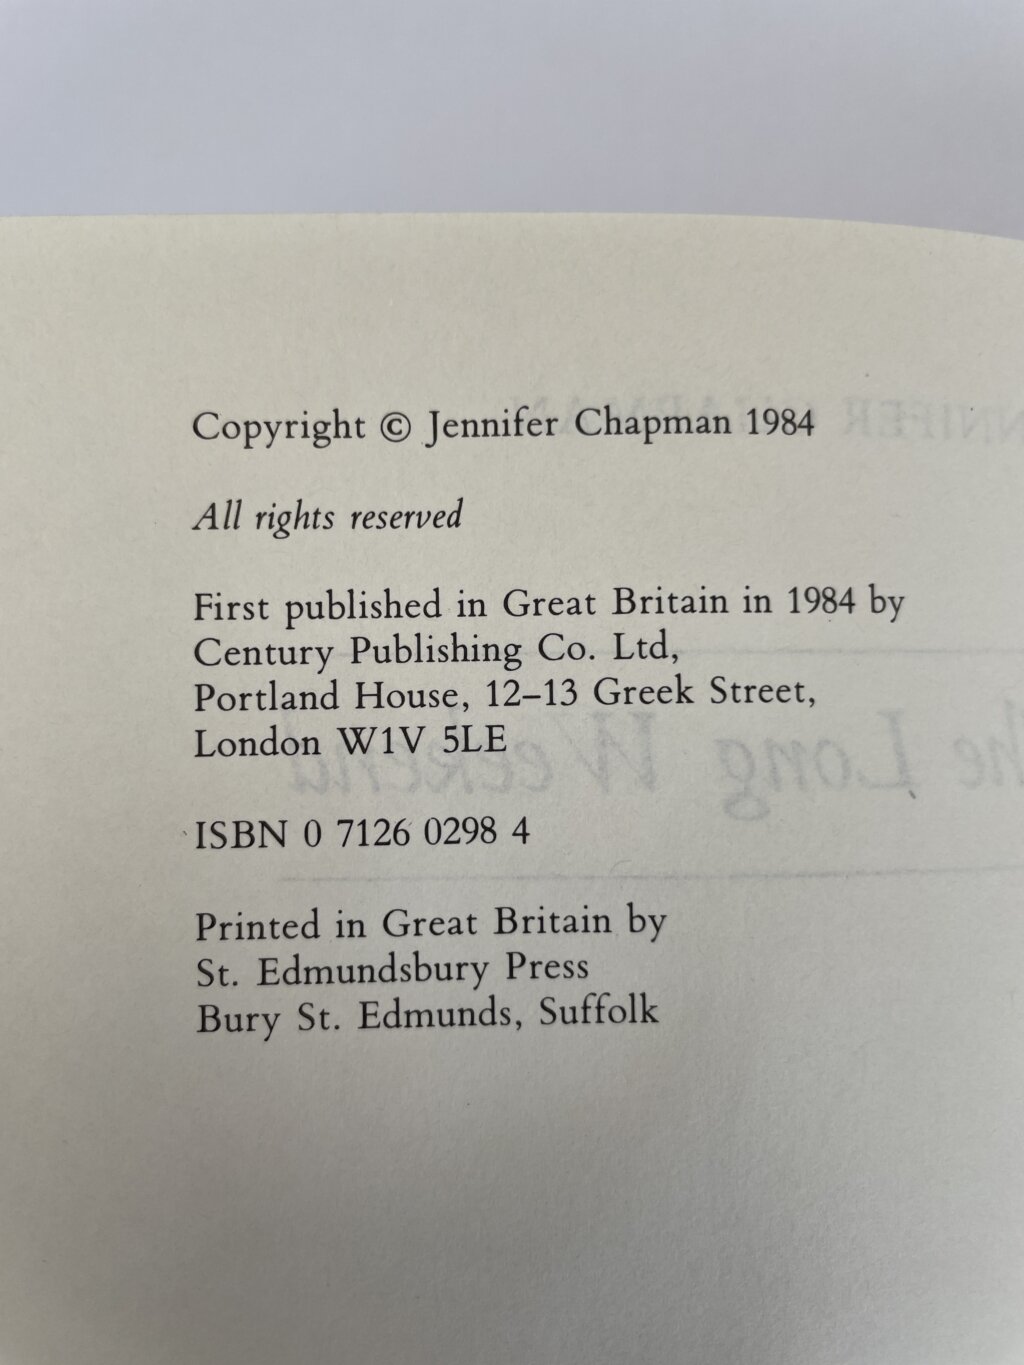 Copyright © Jennifer Chapman 1984
All rights reserved
First published in Great Britain in 1984 by
Century Publishing Co. Ltd,
Portland House, 12–13 Greek Street,
London W1V 5LE
ISBN 0 7126 0298 4
Printed in Great Britain by
St. Edmundsbury Press
Bury St. Edmunds, Suffolk